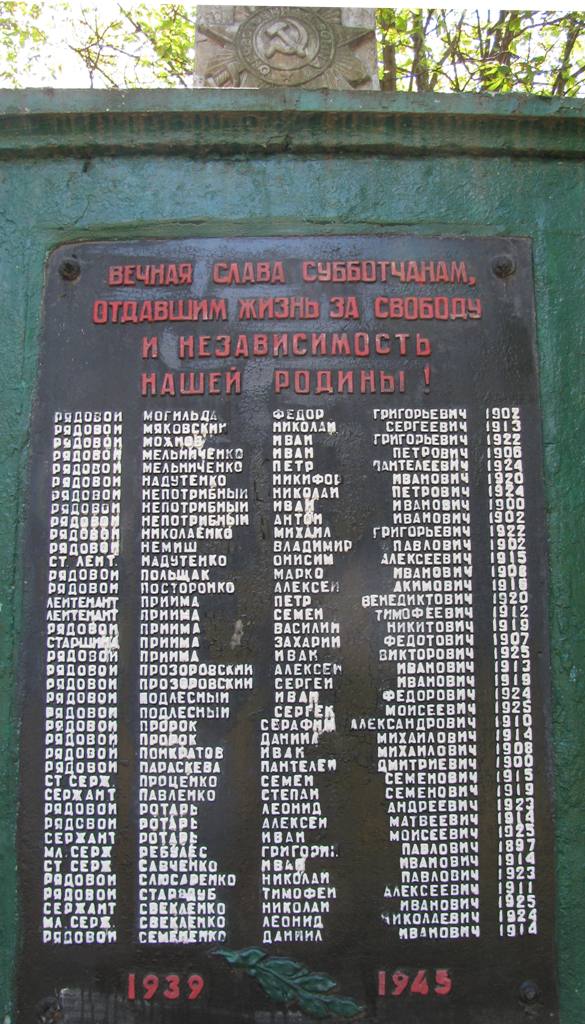 ВЕЧНАЯ СЛАВА СУББОТЧАНАМ,
ОТДАВШИМ ЖИЗНЬ ЗА СВОБОДУ
И НЕЗАВИСИМОСТЬ
НАШЕЙ РОДИНЫ!
РЯДОВОЙ МОГИЛЬДА ФЕДОР ГРИГОРЬЕВИЧ 1902
РЯДОВОЙ МЯКОВСКИЙ НИКОЛАЙ СЕРГЕЕВИЧ 1913
РЯДОВОЙ МОЖНОВ ИВАН ГРИГОРЬЕВИЧ 1922
РЯДОВОЙ МЕЛЬНИЧЕНКО ИВАН ПЕТРОВИЧ 1906
РЯДОВОЙ МЕЛЬНИЧЕНКО ПЕТР ПАНТЕЛЕЕВИЧ 1924
РЯДОВОЙ НАДУТЕНКО НИКИФОР ИВАНОВИЧ 1920
РЯДОВОЙ НЕПОТРИБНЫЙ НИКОЛАЙ ПЕТРОВИЧ 1924
РЯДОВОЙ НЕПОТРИБНЫЙ ИВАН ИВАНОВИЧ 1900
РЯДОВОЙ НЕПОТРИБНЫЙ АНТОН ИВАНОВИЧ 1902
РЯДОВОЙ НИКОЛАЕНКО МИХАИЛ ГРИГОРЬЕВИЧ 1922
РЯДОВОЙ НЕМИШ ВЛАДИМИР ПАВЛОВИЧ 1902
СТ. ЛЕЙТ. НАДУТЕНКО ОНИСИМ АЛЕКСЕЕВИЧ 1915
РЯДОВОЙ ПОЛЬЩАК МАРКО ИВАНОВИЧ 1908
РЯДОВОЙ ПОСТОРОНКО АЛЕКСЕЙ АКИМОВИЧ 1916
ЛЕЙТЕНАНТ ПРИЙМА ПЕТР ВЕНЕДИКТОВИЧ 1920
ЛЕЙТЕНАНТ ПРИЙМА СЕМЕН ТИМОФЕЕВИЧ 1912
РЯДОВОЙ ПРИЙМА ВАСИЛИЙ НИКИТОВИЧ 1919
СТАРШИНА ПРИЙМА ЗАХАРИЙ ФЕДОТОВИЧ 1907
РЯДОВОЙ ПРИЙМА ИВАН ВИКТОРОВИЧ 1925
РЯДОВОЙ ПРОЗОРОВСКИЙ АЛЕКСЕЙ ИВАНОВИЧ 1913
РЯДОВОЙ ПРОЗОРОВСКИЙ СЕРГЕЙ ИВАНОВИЧ 1919
РЯДОВОЙ ПОДЛЕСНЫЙ ИВАН ФЕДОРОВИЧ 1924
РЯДОВОЙ ПОДЛЕСНЫЙ СЕРГЕЙ МОИСЕЕВИЧ 1925
РЯДОВОЙ ПРОРОК СЕРАФИМ АЛЕКСАНДРОВИЧ 1910
РЯДОВОЙ ПРОРОК ДАНИИЛ МИХАЙЛОВИЧ 1914
РЯДОВОЙ ПОНКРАТОВ ИВАН МИХАЙЛОВИЧ 1908
РЯДОВОЙ ПАРАСКЕВА ПАНТЕЛЕЙ ДМИТРИЕВИЧ 1900
СТ. СЕРЖ. ПРОЦЕНКО СЕМЕН СЕМЕНОВИЧ 1915
СЕРЖАНТ ПАВЛЕНКО СТЕПАН СЕМЕНОВИЧ 1919
РЯДОВОЙ РОТАРЬ ЛЕОНИД АНДРЕЕВИЧ 1923
РЯДОВОЙ РОТАРЬ АЛЕКСЕЙ МАТВЕЕВИЧ 1914
СЕРЖАНТ РОТАРЬ ИВАН МОИСЕЕВИЧ 1925
МЛ. СЕРЖ РЕБУЛЕС ГРИГОРИЙ ПАВЛОВИЧ 1897
СТ. СЕРЖ САВЧЕНКО ИВАН ИВАНОВИЧ 1914
РЯДОВОЙ СЛЮСАРЕНКО НИКОЛАЙ ПАВЛОВИЧ 1923
РЯДОВОЙ СТАРОДУБ ТИМОФЕЙ АЛЕКСЕЕВИЧ 1911
СЕРЖАНТ СВЕКЛЕНКО НИКОЛАЙ ИВАНОВИЧ 1925
МЛ. СЕРЖ. СВЕКЛЕНКО ЛЕОНИД НИКОЛАЕВИЧ 1924
РЯДОВОЙ СЕМЕЛЕНКО ДАНИИЛ ИВАНОВИЧ 1914
1939 1945